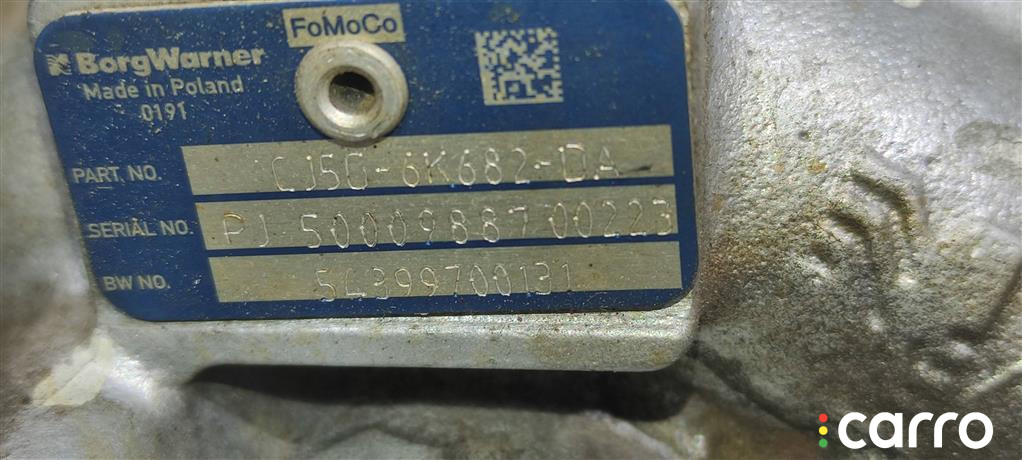 FoMoCo
BorgWarner
Made in Poland
0191
PART. NO. CJ5G-6K682-DA
SERIAL NO. PJ 50009887 00223
BW NO. 54399700131
carro